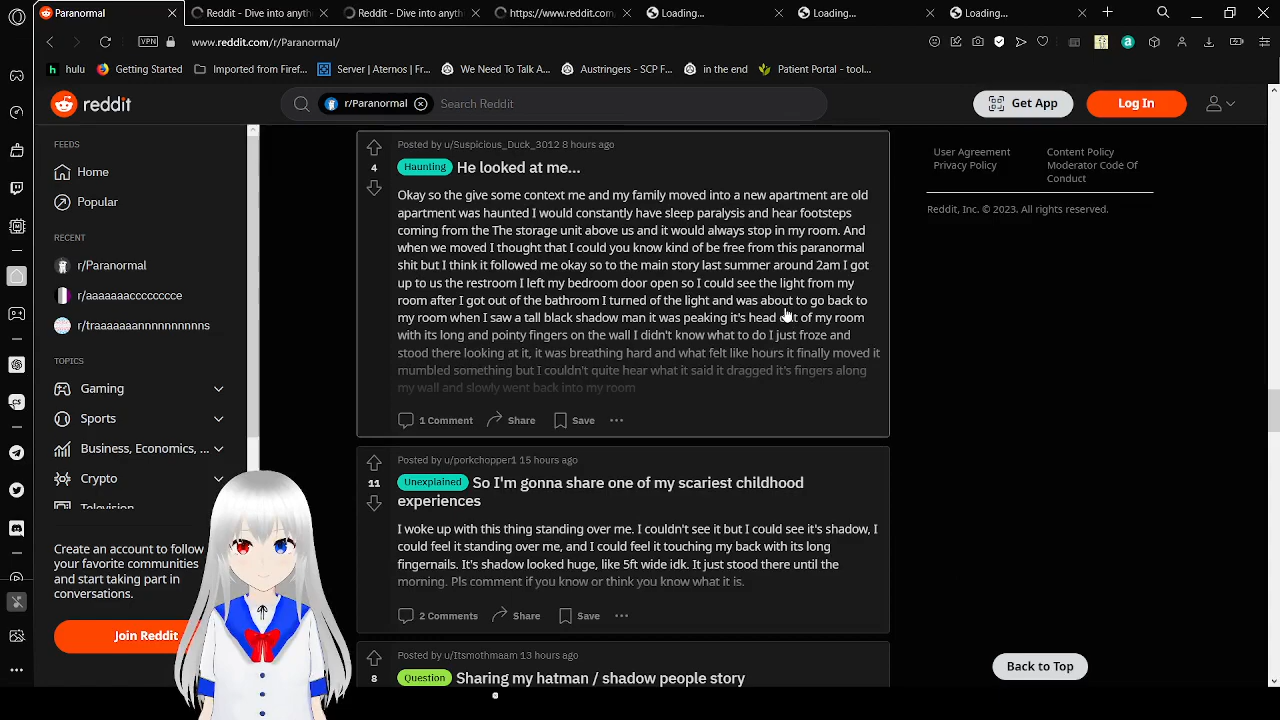 Paranormal
Reddit - Dive into anyth
Reddit - Dive into anyth
https://www.reddit.com,
Loading...
Loading...
Loading...
VPN
www.reddit.com/r/Paranormal/
hulu
Getting Started
Imported from Firef...
Server | Aternos | Fr...
We Need To Talk A...
Austringers - SCP F...
in the end
Patient Portal - tool...
reddit
r/Paranormal
Search Reddit
Get App
Log In
FEEDS
Home
Popular
RECENT
r/Paranormal
r/aaaaaaacccccccce
r/traaaaaaannnnnnnnnns
TOPICS
Gaming
Sports
Business, Economics, ...
Crypto
Television
Create an account to follow
your favorite communities
and start taking part in
conversations.
Join Reddit
Posted by u/Suspicious_Duck_3012 8 hours ago
4
Haunting He looked at me...
Okay so the give some context me and my family moved into a new apartment are old
apartment was haunted I would constantly have sleep paralysis and hear footsteps
coming from the The storage unit above us and it would always stop in my room. And
when we moved I thought that I could you know kind of be free from this paranormal
shit but I think it followed me okay so to the main story last summer around 2am I got
up to us the restroom I left my bedroom door open so I could see the light from my
room after I got out of the bathroom I turned of the light and was about to go back to
my room when I saw a tall black shadow man it was peaking it's head out of my room
with its long and pointy fingers on the wall I didn't know what to do I just froze and
stood there looking at it, it was breathing hard and what felt like hours it finally moved it
mumbled something but I couldn't quite hear what it said it dragged it's fingers along
my wall and slowly went back into my room
1 Comment
Share
Save
Posted by u/porkchopper1 15 hours ago
11
Unexplained So I'm gonna share one of my scariest childhood
experiences
I woke up with this thing standing over me. I couldn't see it but I could see it's shadow, I
could feel it standing over me, and I could feel it touching my back with its long
fingernails. It's shadow looked huge, like 5ft wide idk. It just stood there until the
morning. Pls comment if you know or think you know what it is.
2 Comments
Share
Save
Posted by u/Itsmothmaam 13 hours ago
8
Question Sharing my hatman / shadow people story
User Agreement
Privacy Policy
Content Policy
Moderator Code Of
Conduct
Reddit, Inc. © 2023. All rights reserved.
Back to Top